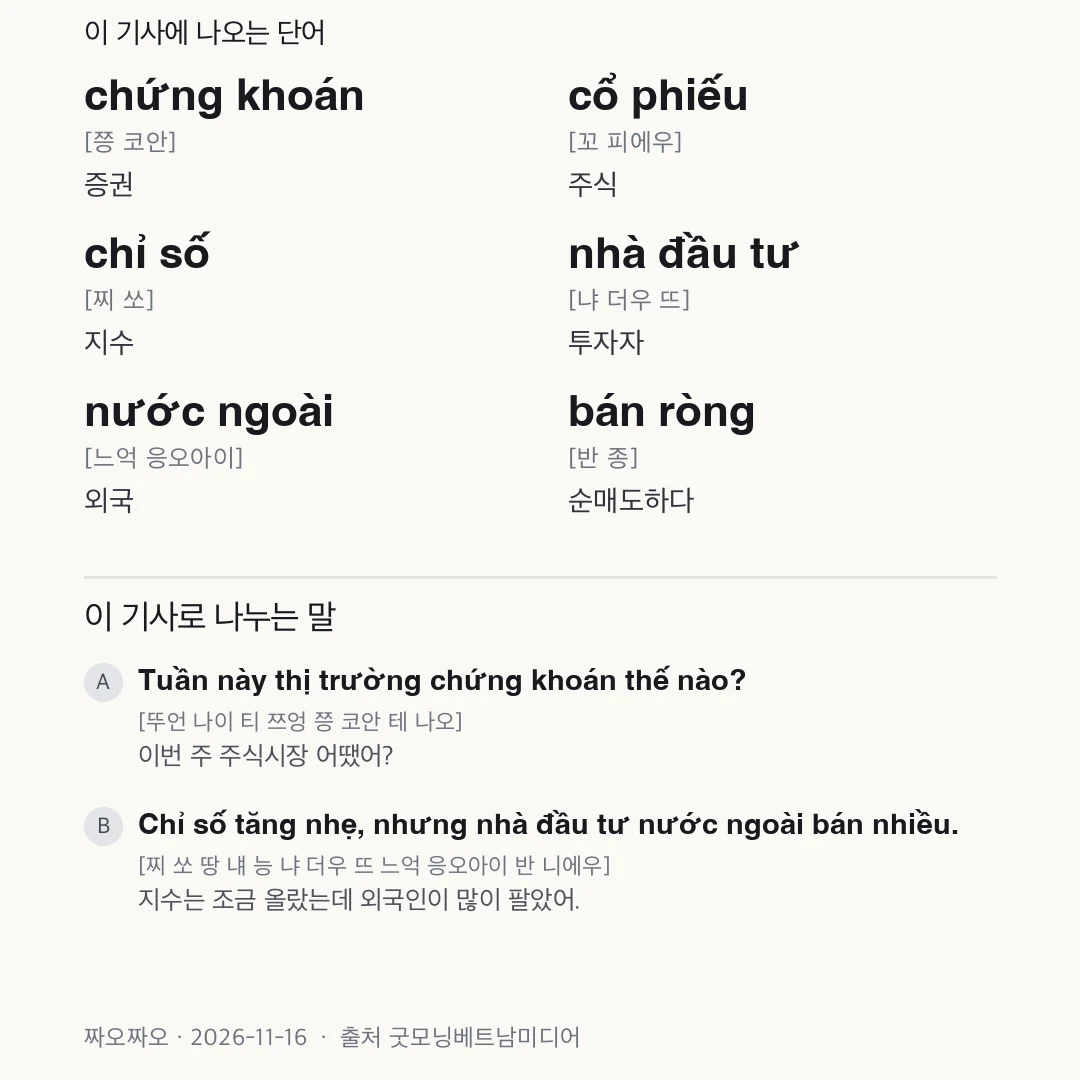 이 기사에 나오는 단어
chứng khoán
[쯩 코안]
증권
cổ phiếu
[꼬 피에우]
주식
chỉ số
[찌 쏘]
지수
nhà đầu tư
[냐 더우 뜨]
투자자
nước ngoài
[느억 응오아이]
외국
bán ròng
[반 종]
순매도하다
이 기사로 나누는 말
A Tuần này thị trường chứng khoán thế nào?
[뚜언 나이 티 쯔엉 쯩 코안 테 나오]
이번 주 주식시장 어땠어?
B Chỉ số tăng nhẹ, nhưng nhà đầu tư nước ngoài bán nhiều.
[찌 쏘 땅 냬 능 냐 더우 뜨 느억 응오아이 반 니에우]
지수는 조금 올랐는데 외국인이 많이 팔았어.
짜오짜오 · 2026-11-16 · 출처 굿모닝베트남미디어